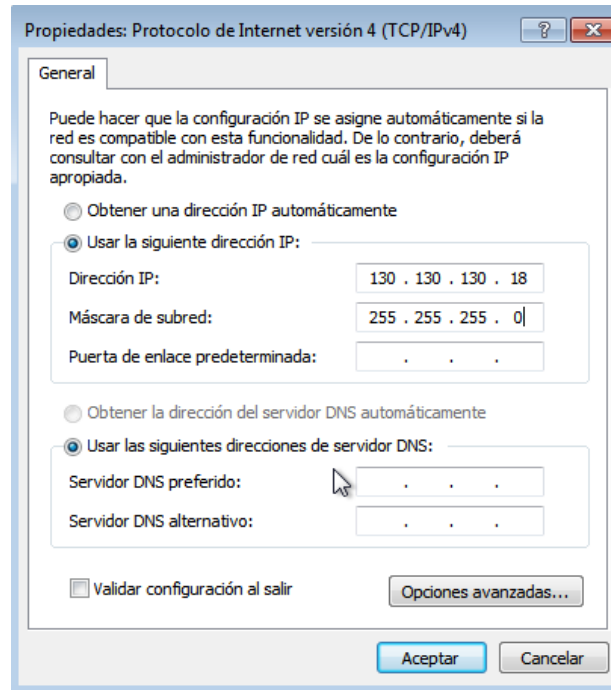 Propiedades: Protocolo de Internet versión 4 (TCP/IPv4)
General
Puede hacer que la configuración IP se asigne automáticamente si la
red es compatible con esta funcionalidad. De lo contrario, deberá
consultar con el administrador de red cuál es la configuración IP
apropiada.
Obtener una dirección IP automáticamente
Usar la siguiente dirección IP:
Dirección IP: 130 . 130 . 130 . 18
Máscara de subred: 255 . 255 . 255 . 0
Puerta de enlace predeterminada: . . .
Obtener la dirección del servidor DNS automáticamente
Usar las siguientes direcciones de servidor DNS:
Servidor DNS preferido: . . .
Servidor DNS alternativo: . . .
Validar configuración al salir Opciones avanzadas...
Aceptar Cancelar